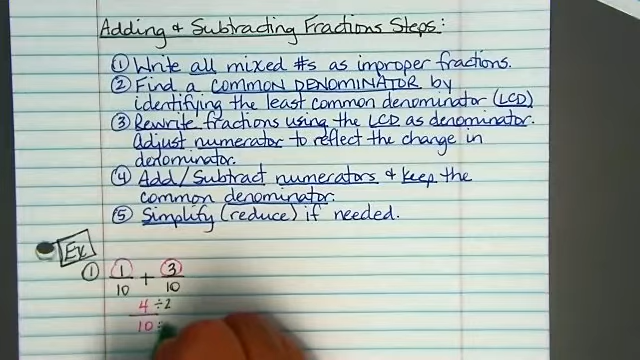 Adding & Subtracting Fractions Steps:
① Write all mixed #s as improper fractions.
② Find a COMMON DENOMINATOR by
identifying the least common denominator (LCD)
③ Rewrite fractions using the LCD as denominator.
Adjust numerator to reflect the change in
denominator.
④ Add/Subtract numerators & keep the
common denominator.
⑤ Simplify (reduce) if needed.
Ex
① 1/10 + 3/10
4 ÷2
10 ÷